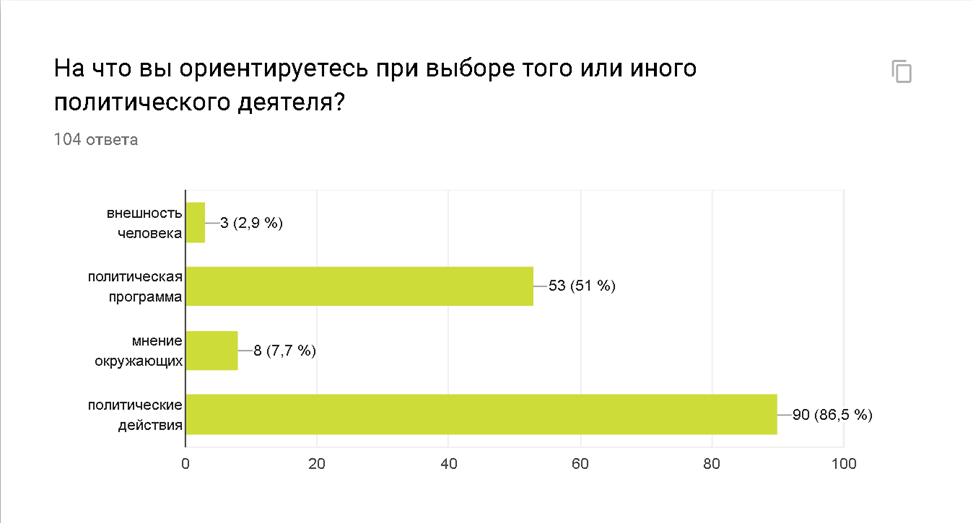 На что вы ориентируетесь при выборе того или иного
политического деятеля?
104 ответа
внешность
человека
3 (2,9 %)
политическая
программа
53 (51 %)
мнение
окружающих
8 (7,7 %)
политические
действия
90 (86,5 %)
0 20 40 60 80 100